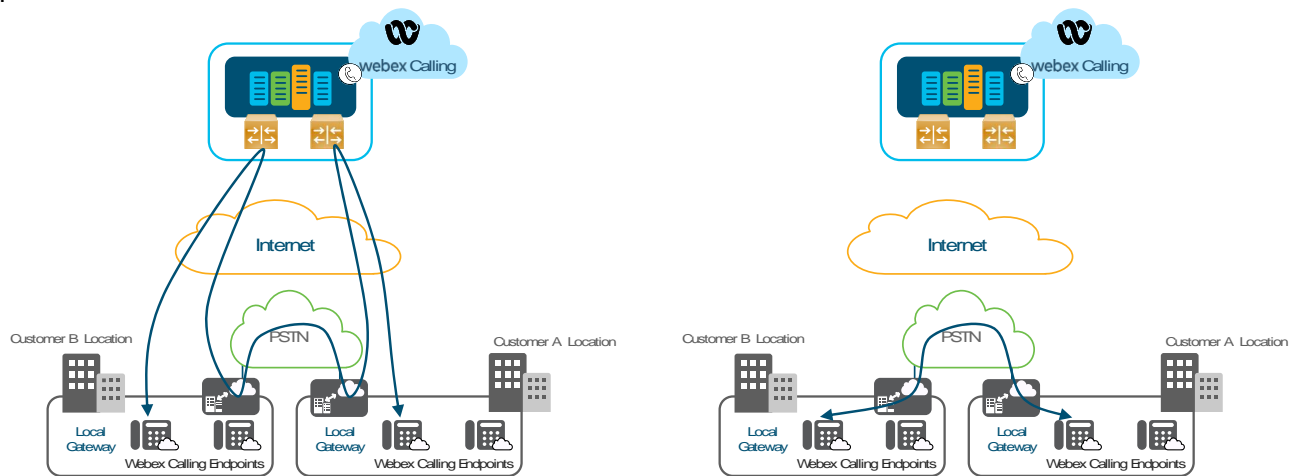 webex Calling
Internet
PSTN
Customer B Location
Customer A Location
Local
Gateway
Local
Gateway
Webex Calling Endpoints
Webex Calling Endpoints
webex Calling
Internet
PSTN
Customer B Location
Customer A Location
Local
Gateway
Local
Gateway
Webex Calling Endpoints
Webex Calling Endpoints